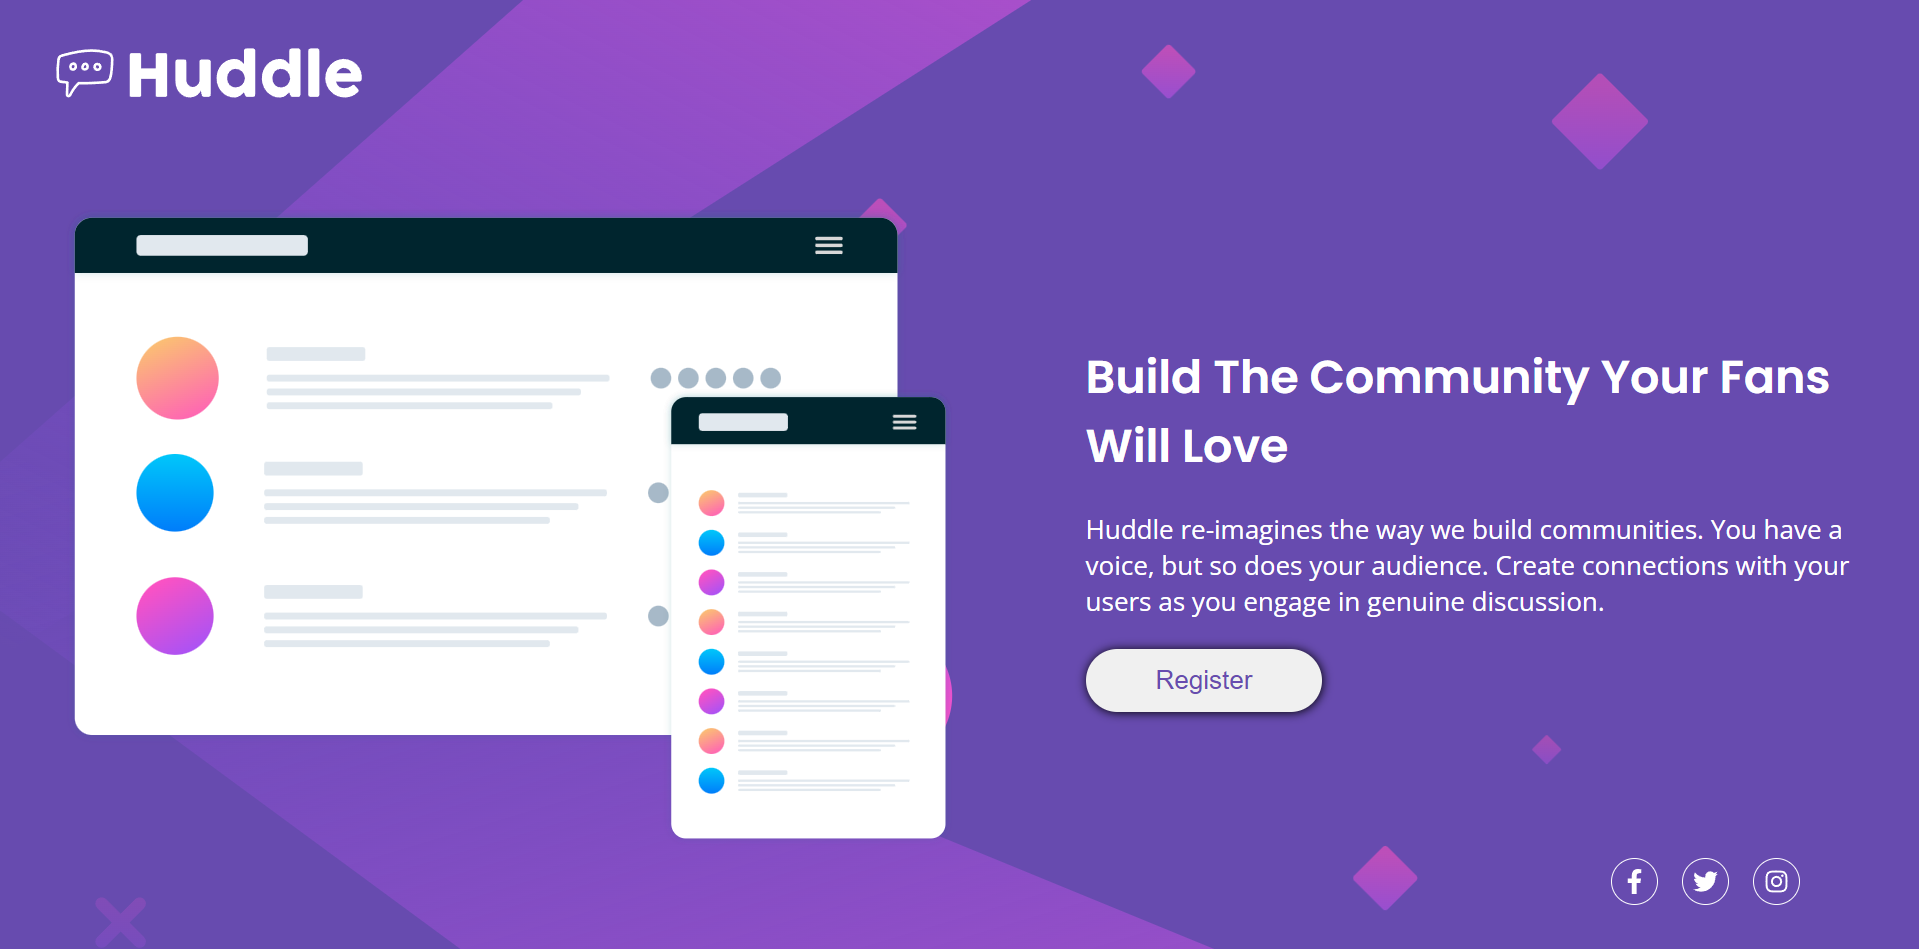 Huddle
Build The Community Your Fans
Will Love
Huddle re-imagines the way we build communities. You have a
voice, but so does your audience. Create connections with your
users as you engage in genuine discussion.
Register